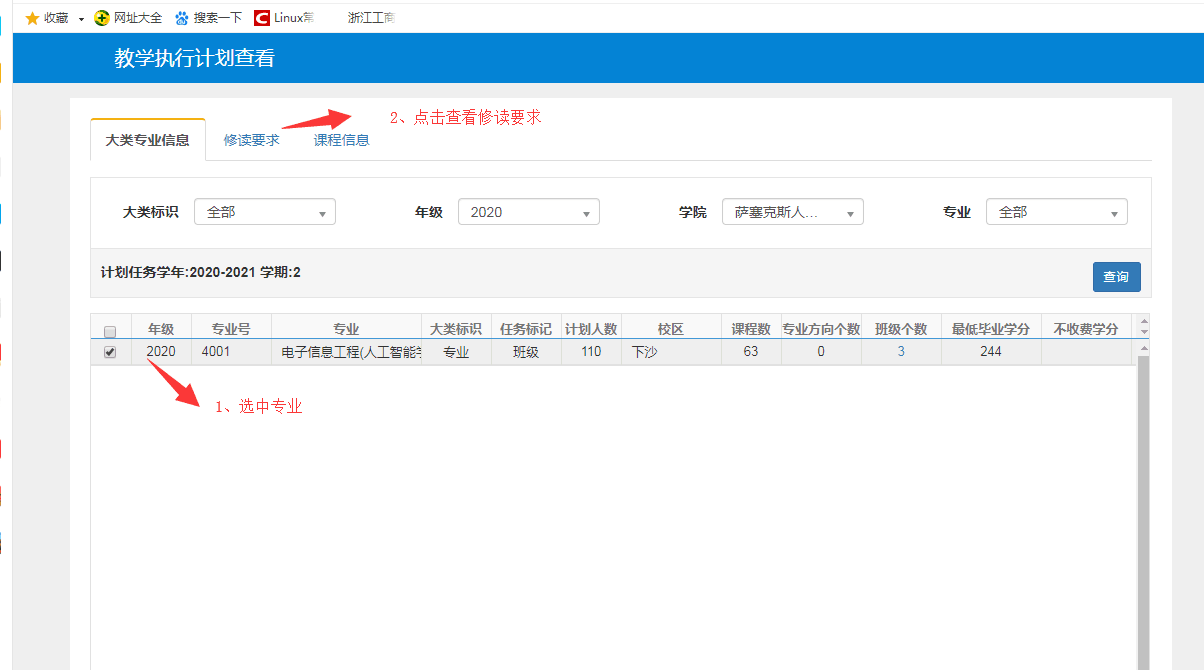 收藏 网址大全 搜索一下 Linux常 浙江工商
教学执行计划查看
2、点击查看修读要求
大类专业信息 修读要求 课程信息
大类标识 全部 年级 2020 学院 萨塞克斯人... 专业 全部
计划任务学年:2020-2021 学期:2 查询
年级 专业号 专业 大类标识 任务标记 计划人数 校区 课程数 专业方向个数 班级个数 最低毕业学分 不收费学分
2020 4001 电子信息工程(人工智能学 专业 班级 110 下沙 63 0 3 244
1、选中专业